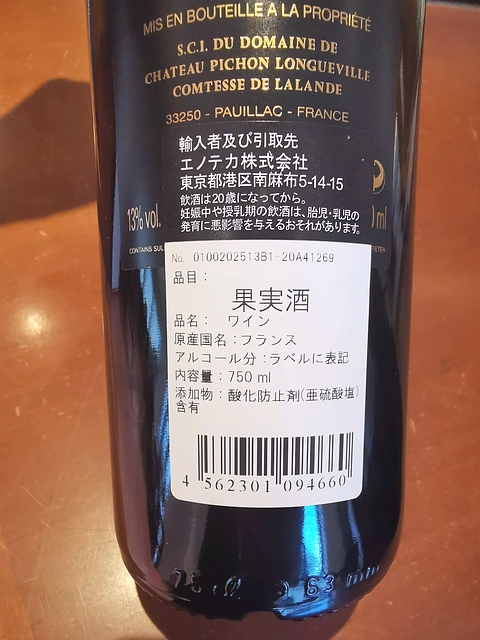 MIS EN BOUTEILLE A LA PROPRIÉTÉ
S.C.I. DU DOMAINE DE
CHATEAU PICHON LONGUEVILLE
COMTESSE DE LALANDE
33250 - PAUILLAC - FRANCE
輸入者及び引取先
エノテカ株式会社
東京都港区南麻布5-14-15
飲酒は20歳になってから。
妊娠中や授乳期の飲酒は、胎児・乳児の
発育に悪影響を与えるおそれがあります。
13% vol.
ml
CONTAINS SUL
No. 0100202513B1-20A41269
品目：
果実酒
品名： ワイン
原産国名：フランス
アルコール分：ラベルに表記
内容量：750 ml
添加物：酸化防止剤(亜硫酸塩)
含有
4 562301 094660
75 cl 63 mm